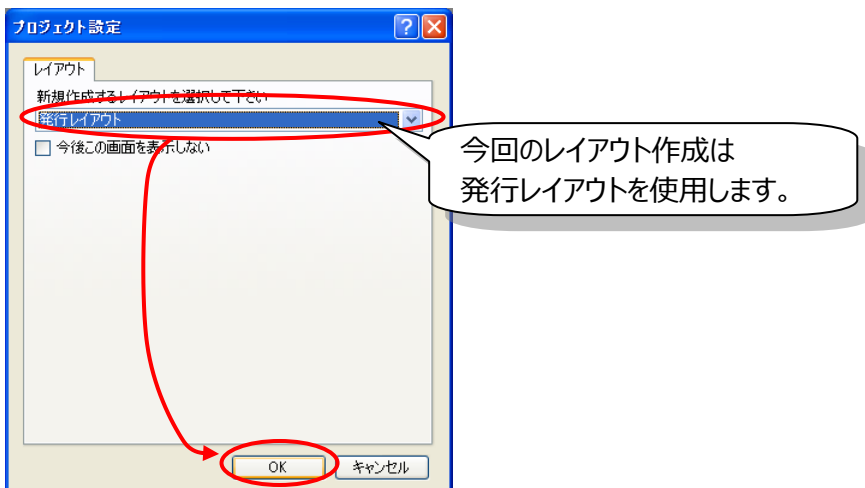 プロジェクト設定
レイアウト
新規作成するレイアウトを選択して下さい
発行レイアウト
今後この画面を表示しない
今回のレイアウト作成は
発行レイアウトを使用します。
OK
キャンセル